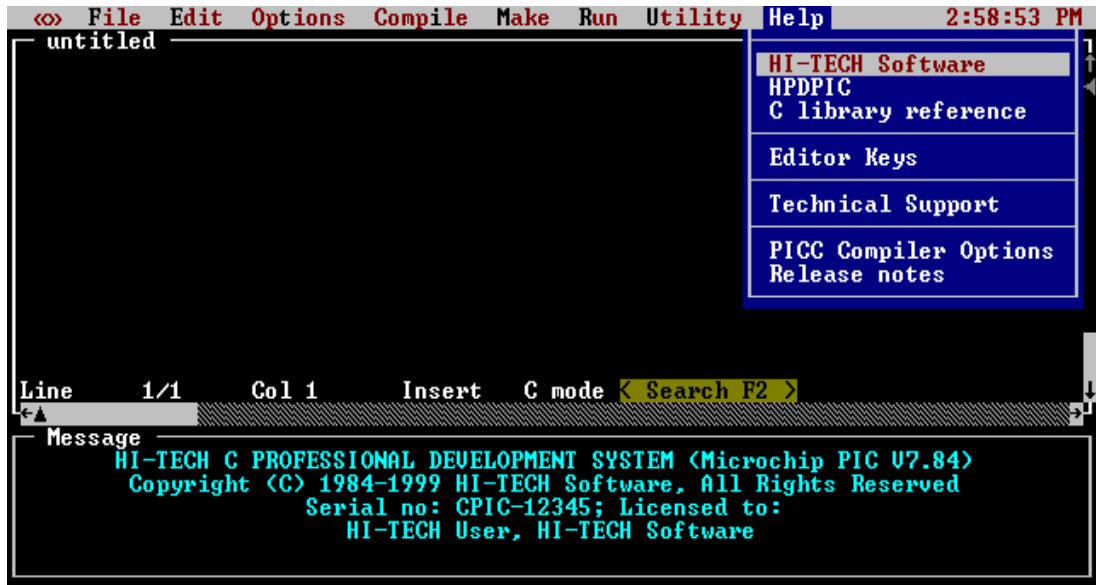 «» File Edit Options Compile Make Run Utility Help 2:58:53 PM
untitled
HI-TECH Software
HPDPIC
C library reference
Editor Keys
Technical Support
PICC Compiler Options
Release notes
Line 1/1 Col 1 Insert C mode < Search F2 >
Message
HI-TECH C PROFESSIONAL DEVELOPMENT SYSTEM (Microchip PIC V7.84)
Copyright (C) 1984-1999 HI-TECH Software, All Rights Reserved
Serial no: CPIC-12345; Licensed to:
HI-TECH User, HI-TECH Software